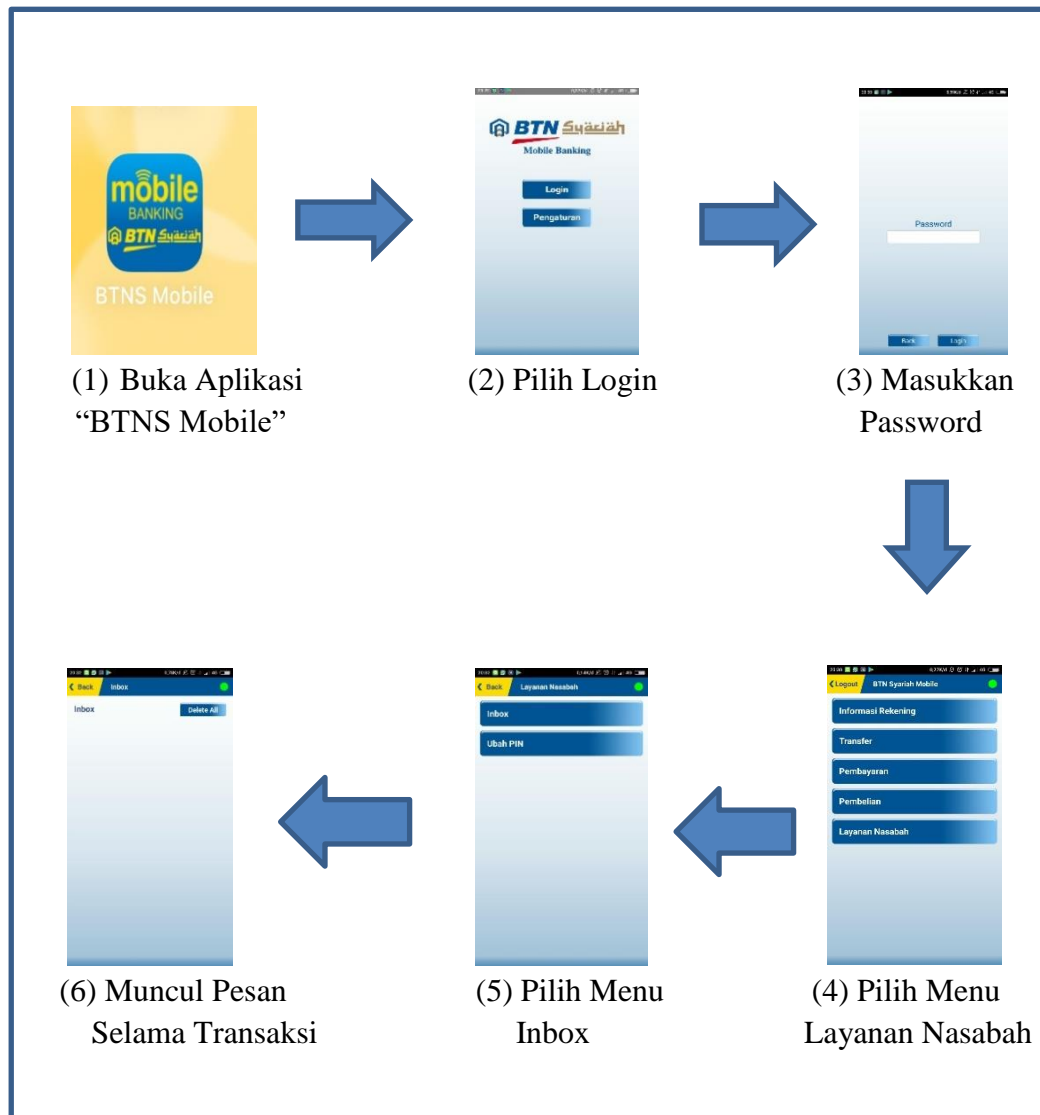 mobile
BANKING
BTN Syariah
BTNS Mobile
(1) Buka Aplikasi
“BTNS Mobile”
BTN Syariah
Mobile Banking
Login
Pengaturan
(2) Pilih Login
Password
Back Login
(3) Masukkan
Password
Logout BTN Syariah Mobile
Informasi Rekening
Transfer
Pembayaran
Pembelian
Layanan Nasabah
(4) Pilih Menu
Layanan Nasabah
Back Layanan Nasabah
Inbox
Ubah PIN
(5) Pilih Menu
Inbox
Back Inbox
Inbox Delete All
(6) Muncul Pesan
Selama Transaksi